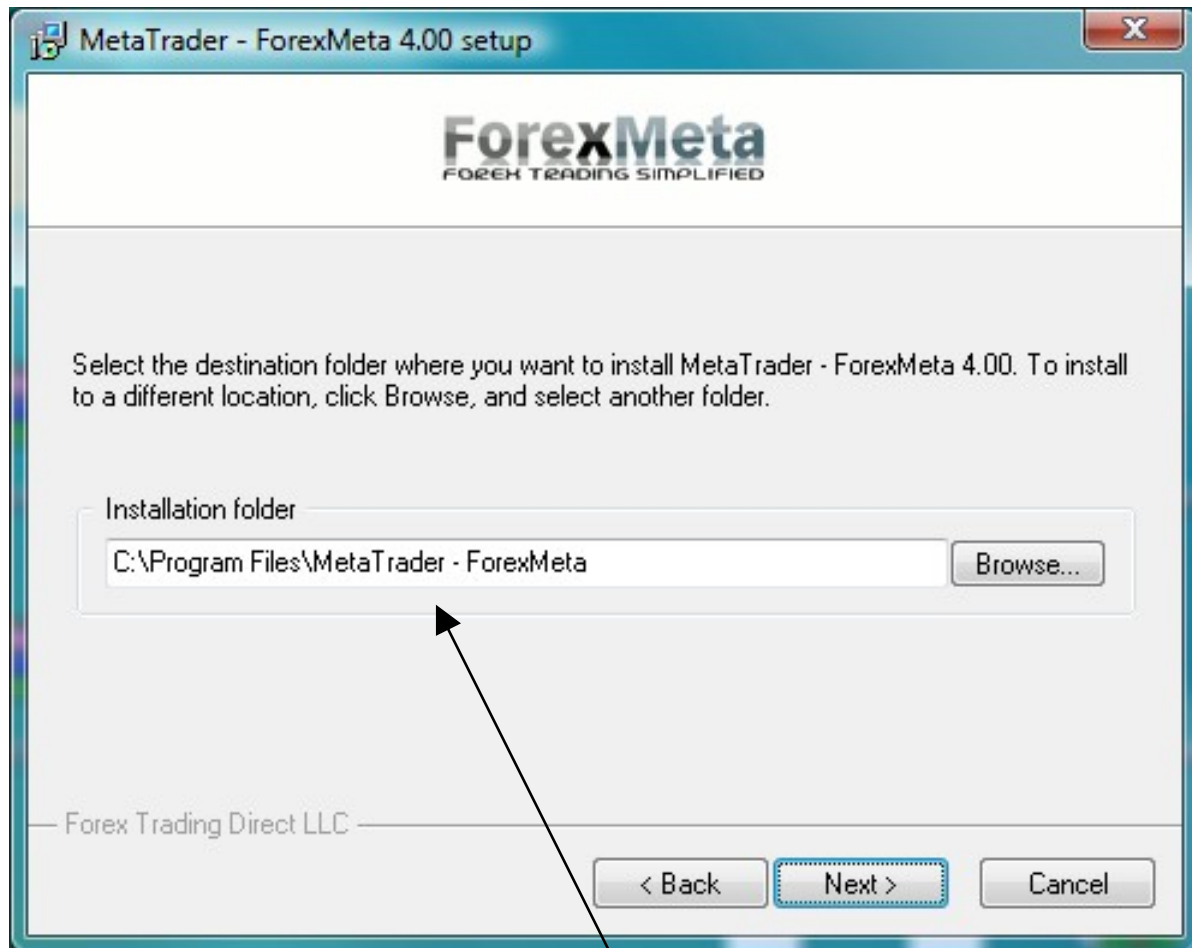 MetaTrader - ForexMeta 4.00 setup
X
ForexMeta
FOREX TRADING SIMPLIFIED
Select the destination folder where you want to install MetaTrader - ForexMeta 4.00. To install
to a different location, click Browse, and select another folder.
Installation folder
C:\Program Files\MetaTrader - ForexMeta
Browse...
Forex Trading Direct LLC
< Back
Next >
Cancel